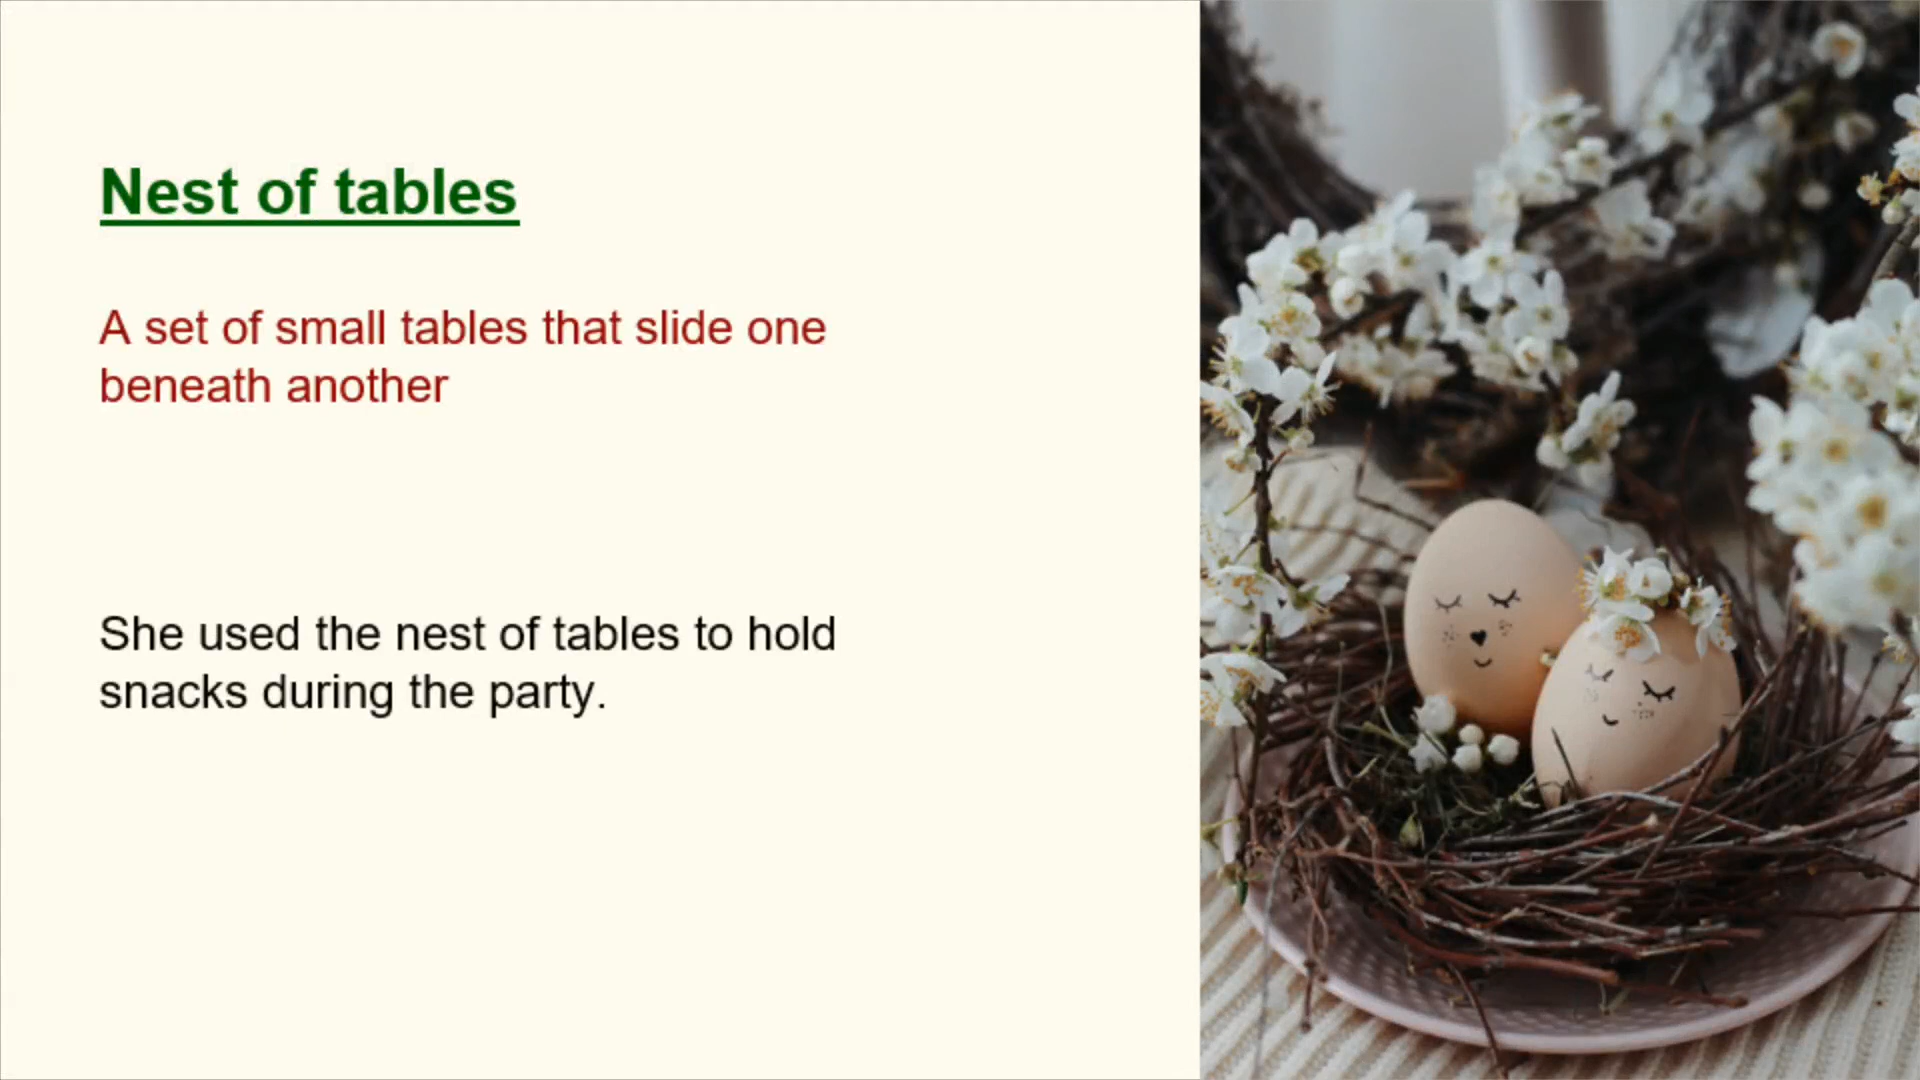 Nest of tables
A set of small tables that slide one
beneath another
She used the nest of tables to hold
snacks during the party.